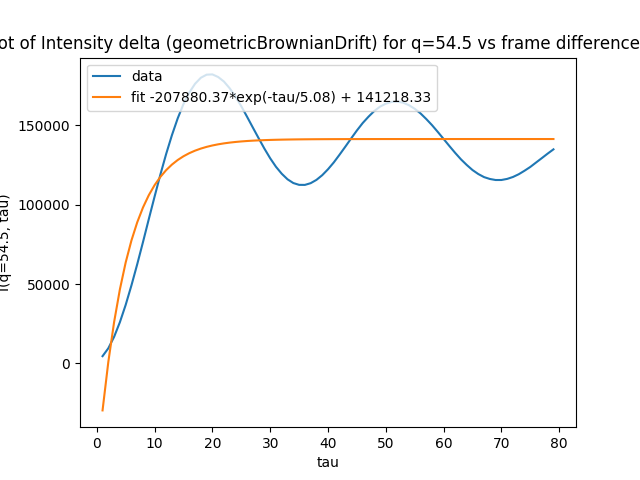 ot of Intensity delta (geometricBrownianDrift) for q=54.5 vs frame difference
data
fit -207880.37*exp(-tau/5.08) + 141218.33
I(q=54.5, tau)
150000
100000
50000
0
0 10 20 30 40 50 60 70 80
tau